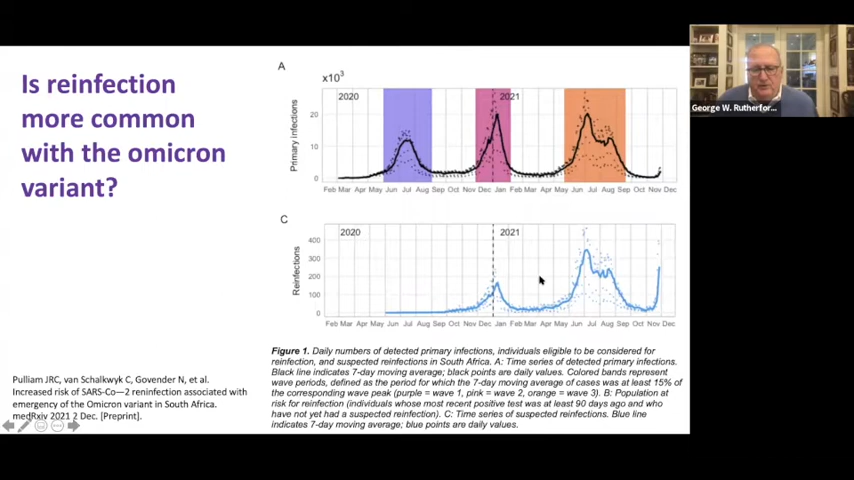 Is reinfection
more common
with the omicron
variant?
A
x10³
2020
2021
Primary infections
20
10
0
Feb Mar Apr May Jun Jul Aug Sep Oct Nov Dec Jan Feb Mar Apr May Jun Jul Aug Sep Oct Nov Dec
C
2020
2021
Reinfections
400
300
200
100
0
Feb Mar Apr May Jun Jul Aug Sep Oct Nov Dec Jan Feb Mar Apr May Jun Jul Aug Sep Oct Nov Dec
Figure 1. Daily numbers of detected primary infections, individuals eligible to be considered for
reinfection, and suspected reinfections in South Africa. A: Time series of detected primary infections.
Black line indicates 7-day moving average; black points are daily values. Colored bands represent
wave periods, defined as the period for which the 7-day moving average of cases was at least 15% of
the corresponding wave peak (purple = wave 1, pink = wave 2, orange = wave 3). B: Population at
risk for reinfection (individuals whose most recent positive test was at least 90 days ago and who
have not yet had a suspected reinfection). C: Time series of suspected reinfections. Blue line
indicates 7-day moving average; blue points are daily values.
Pulliam JRC, van Schalkwyk C, Govender N, et al.
Increased risk of SARS-Co—2 reninfection associated with
emergency of the Omicron variant in South Africa.
medRxiv 2021 2 Dec. [Preprint].
George W. Rutherfor...